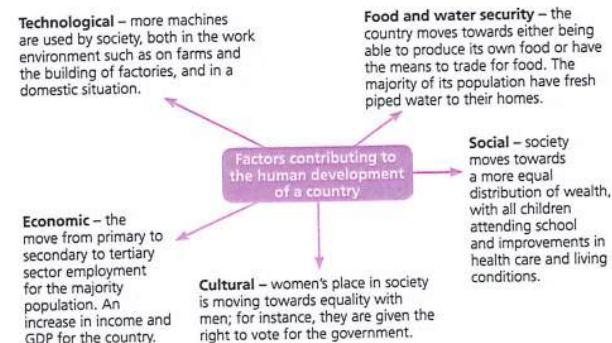 Technological – more machines
are used by society, both in the work
environment such as on farms and
the building of factories, and in a
domestic situation.
Food and water security – the
country moves towards either being
able to produce its own food or have
the means to trade for food. The
majority of its population have fresh
piped water to their homes.
Factors contributing to
the human development
of a country
Social – society
moves towards
a more equal
distribution of wealth,
with all children
attending school
and improvements in
health care and living
conditions.
Economic – the
move from primary to
secondary to tertiary
sector employment
for the majority
population. An
increase in income and
GDP for the country.
Cultural – women's place in society
is moving towards equality with
men; for instance, they are given the
right to vote for the government.